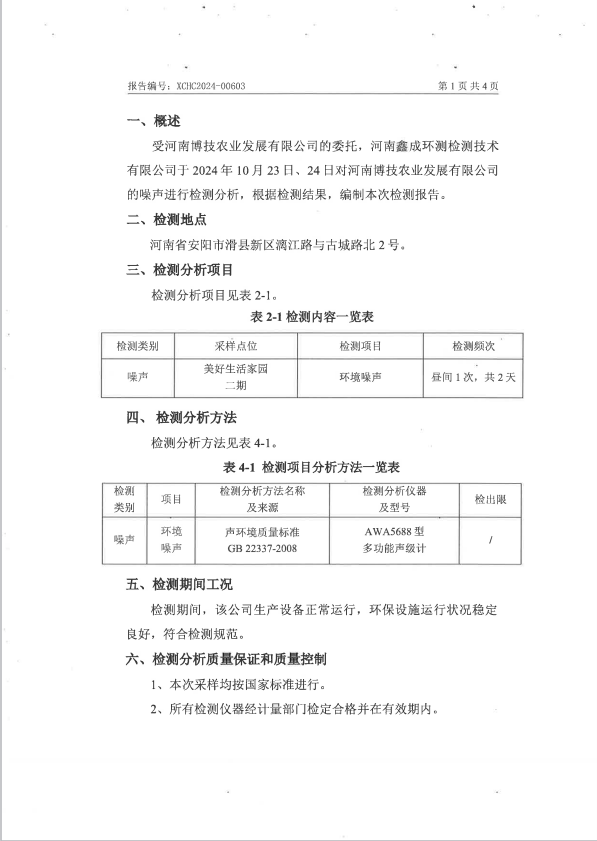 报告编号：XCHC2024-00603 第 1 页 共 4 页
一、概述
受河南博技农业发展有限公司的委托，河南鑫成环测检测技术
有限公司于 2024 年 10 月 23 日、24 日对河南博技农业发展有限公司
的噪声进行检测分析，根据检测结果，编制本次检测报告。
二、检测地点
河南省安阳市滑县新区漓江路与古城路北 2 号。
三、检测分析项目
检测分析项目见表 2-1。
表 2-1 检测内容一览表
检测类别 采样点位 检测项目 检测频次
噪声 美好生活家园 环境噪声 昼间 1 次，共 2 天
二期
四、 检测分析方法
检测分析方法见表 4-1。
表 4-1 检测项目分析方法一览表
检测 项目 检测分析方法名称 检测分析仪器 检出限
类别 及来源 及型号
噪声 环境 声环境质量标准 AWA5688 型 /
噪声 GB 22337-2008 多功能声级计
五、检测期间工况
检测期间，该公司生产设备正常运行，环保设施运行状况稳定
良好，符合检测规范。
六、检测分析质量保证和质量控制
1、本次采样均按国家标准进行。
2、所有检测仪器经计量部门检定合格并在有效期内。